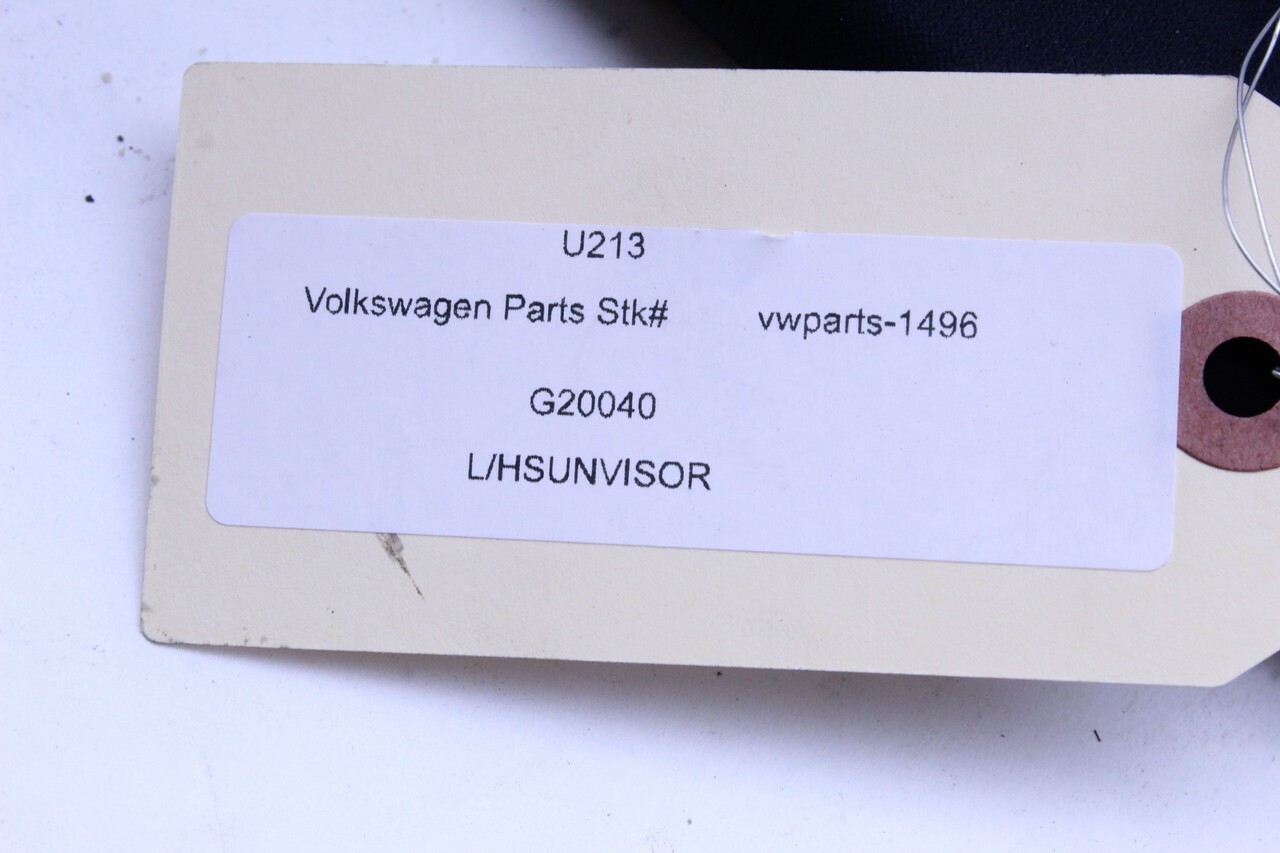 U213
Volkswagen Parts Stk# vwparts-1496
G20040
L/HSUNVISOR